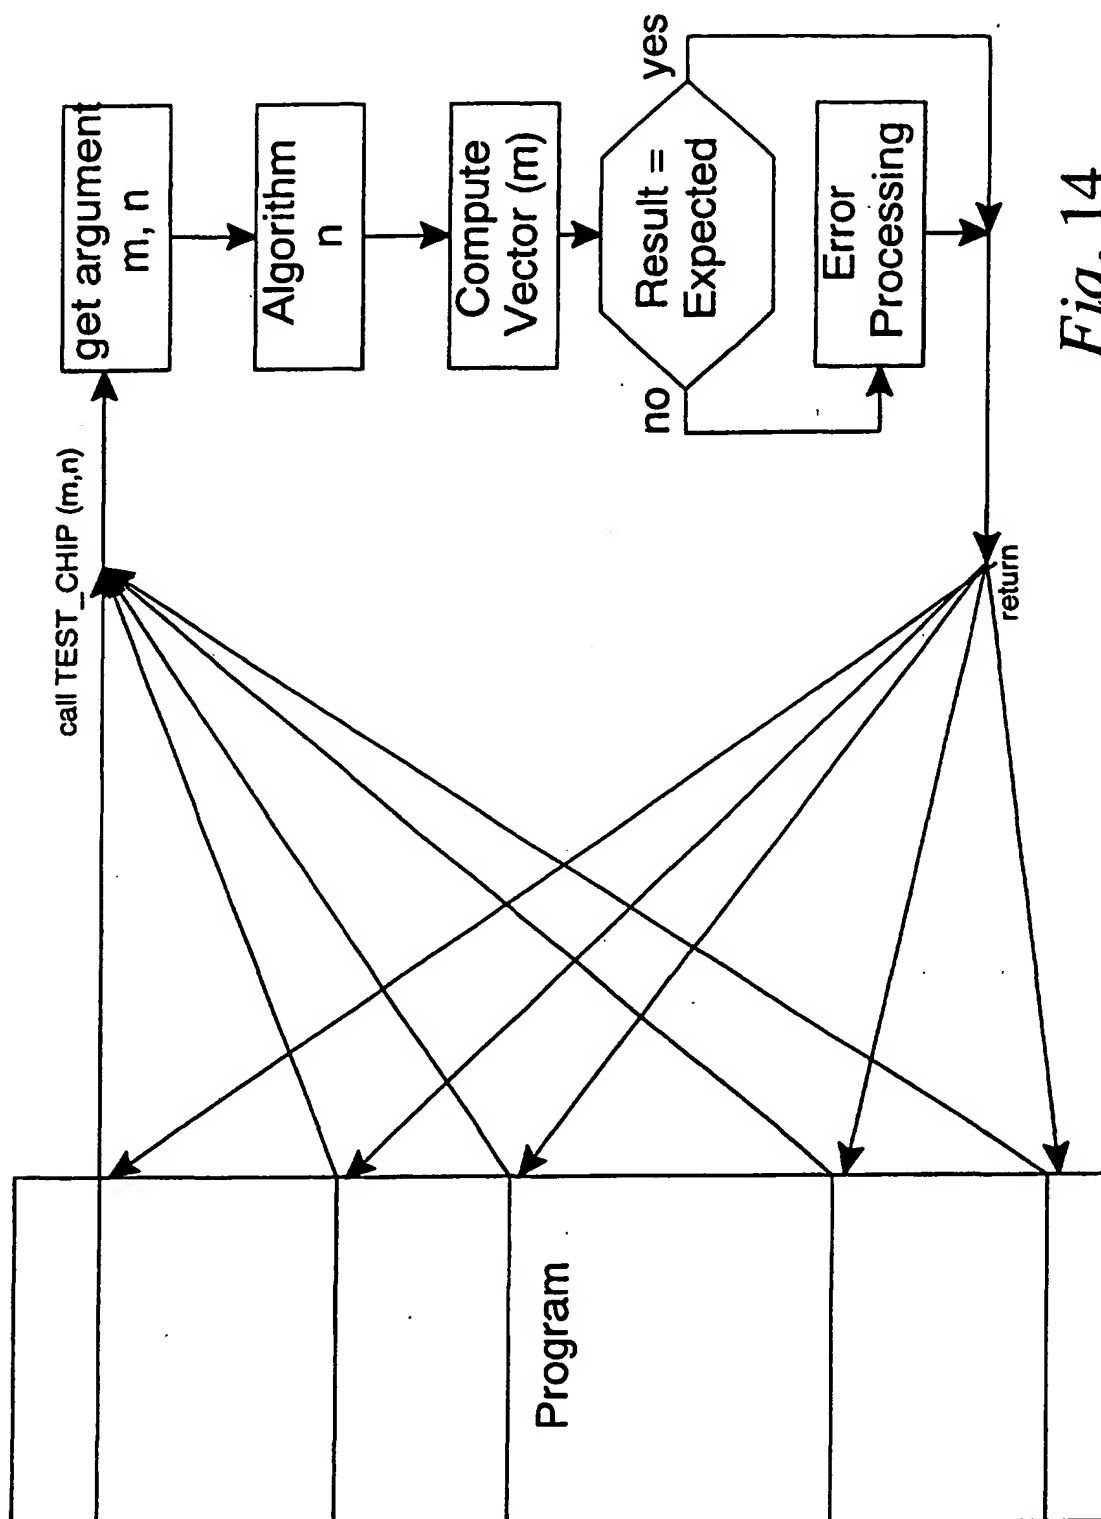 call TEST_CHIP (m,n)
get argument
m, n
Algorithm
n
Compute
Vector (m)
Result =
Expected
yes
no
Error
Processing
return
Program
Fig. 14